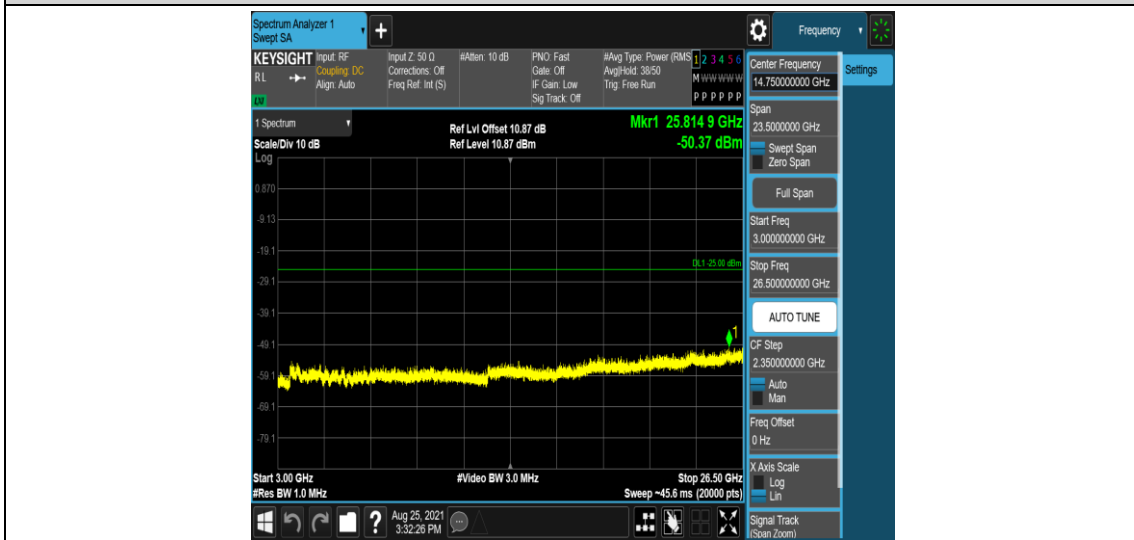 Spectrum Analyzer 1
Swept SA
Frequency
KEYSIGHT
RL
LXI
Input: RF
Coupling: DC
Align: Auto
Input Z: 50 Ω
Corrections: Off
Freq Ref: Int (S)
#Atten: 10 dB
PNO: Fast
Gate: Off
IF Gain: Low
Sig Track: Off
#Avg Type: Power (RMS
Avg|Hold: 38/50
Trig: Free Run
1 2 3 4 5 6
M W W W W W
P P P P P P
1 Spectrum
Scale/Div 10 dB
Log
Ref Lvl Offset 10.87 dB
Ref Level 10.87 dBm
Mkr1 25.814 9 GHz
-50.37 dBm
0.870
-9.13
-19.1
DL1 -25.00 dBm
-29.1
-39.1
1
-49.1
-59.1
-69.1
-79.1
Start 3.00 GHz
#Res BW 1.0 MHz
#Video BW 3.0 MHz
Stop 26.50 GHz
Sweep ~45.6 ms (20000 pts)
Aug 25, 2021
3:32:26 PM
Center Frequency
14.750000000 GHz
Settings
Span
23.5000000 GHz
Swept Span
Zero Span
Full Span
Start Freq
3.000000000 GHz
Stop Freq
26.500000000 GHz
AUTO TUNE
CF Step
2.350000000 GHz
Auto
Man
Freq Offset
0 Hz
X Axis Scale
Log
Lin
Signal Track
(Span Zoom)